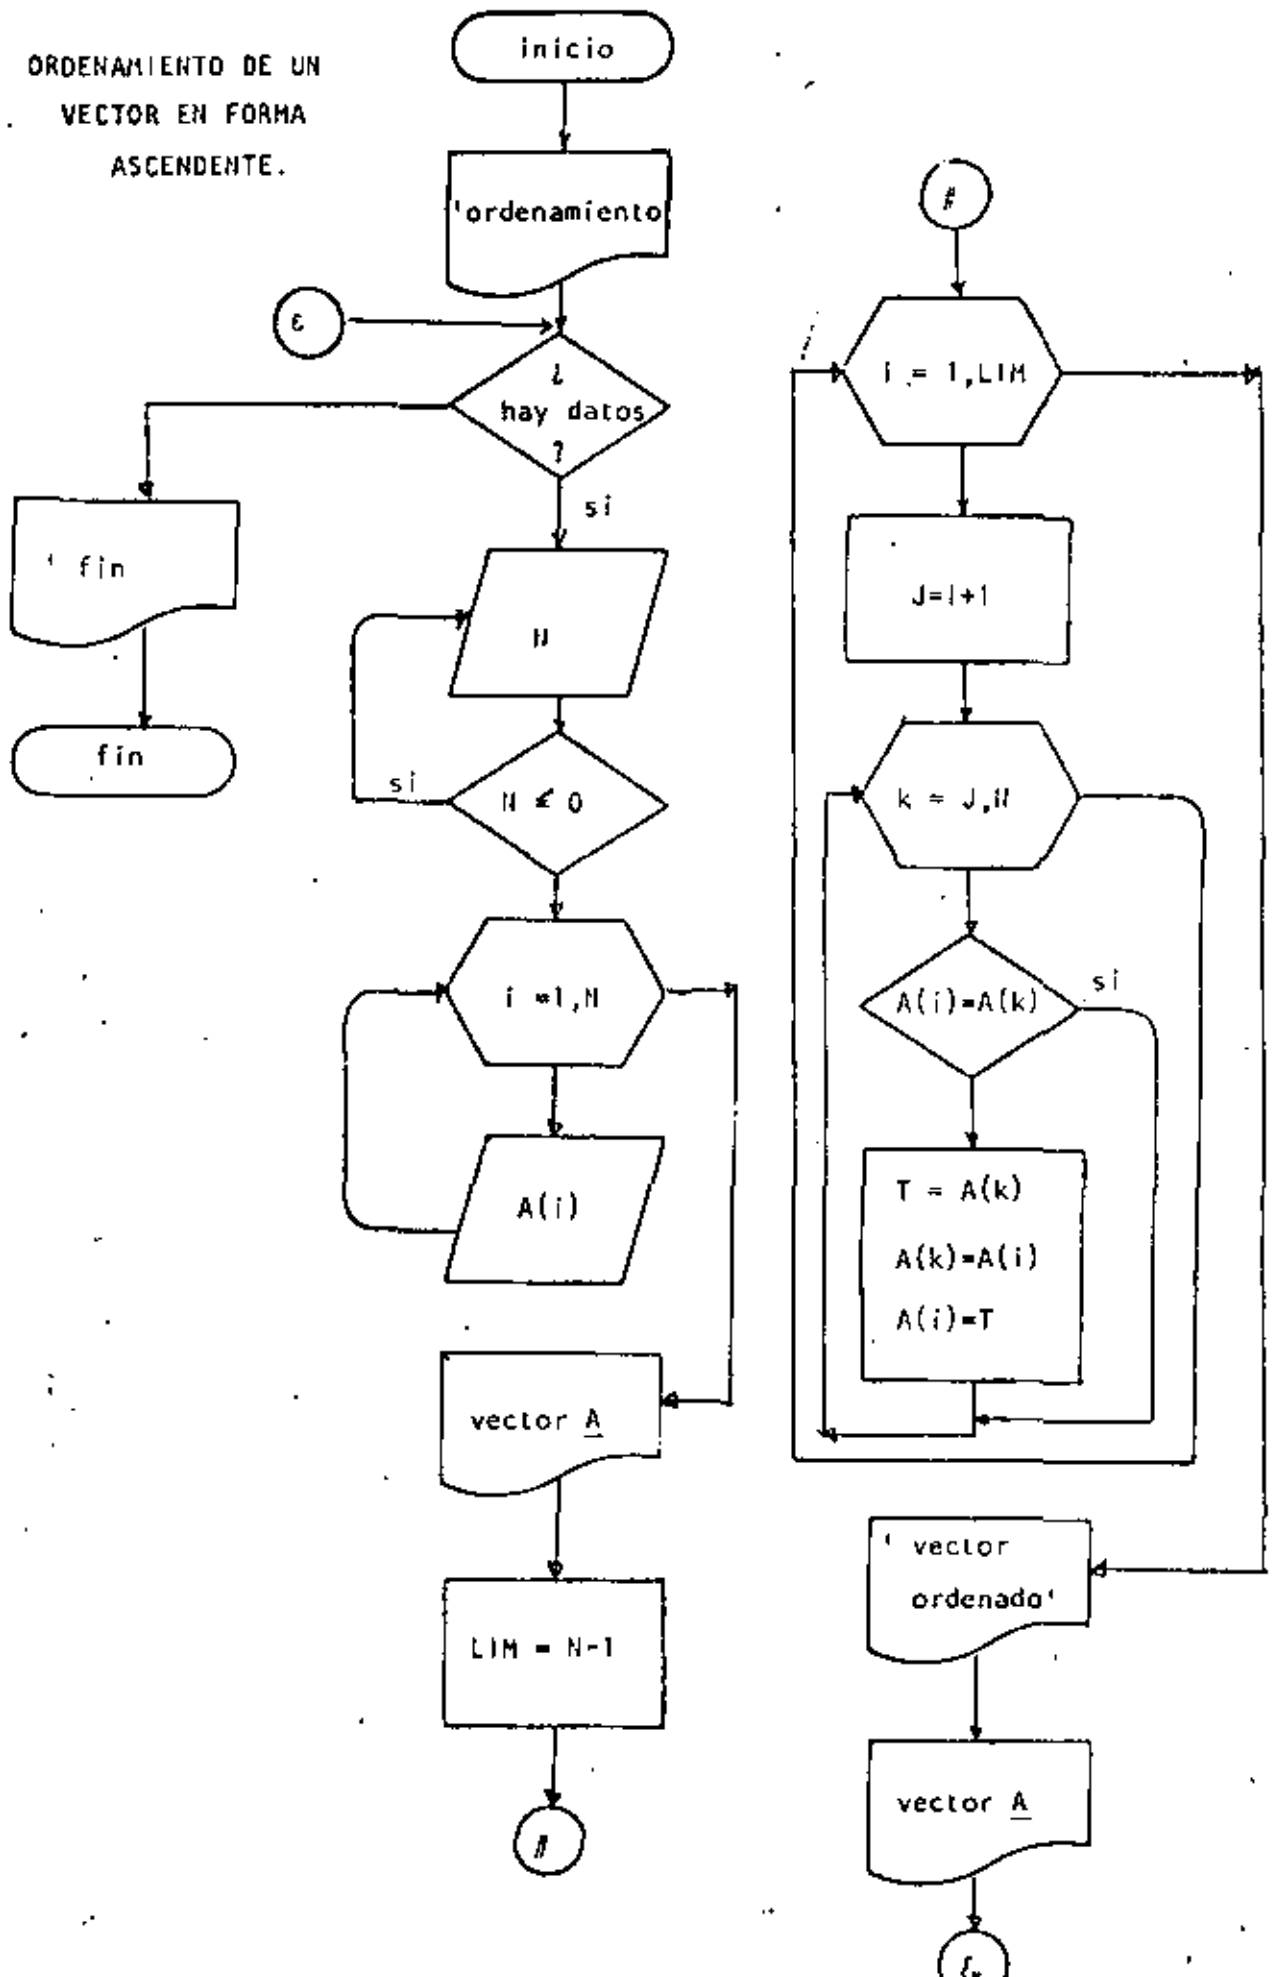 ORDENAMIENTO DE UN
VECTOR EN FORMA
ASCENDENTE.
inicio
'ordenamiento
ε
¿
hay datos
?
si
' fin
fin
N
si
N ≤ 0
i =1,N
A(i)
vector A
LIM = N-1
#
#
i = 1,LIM
J=i+1
k = J,N
A(i)=A(k)
si
T = A(k)
A(k)=A(i)
A(i)=T
' vector
ordenado'
vector A